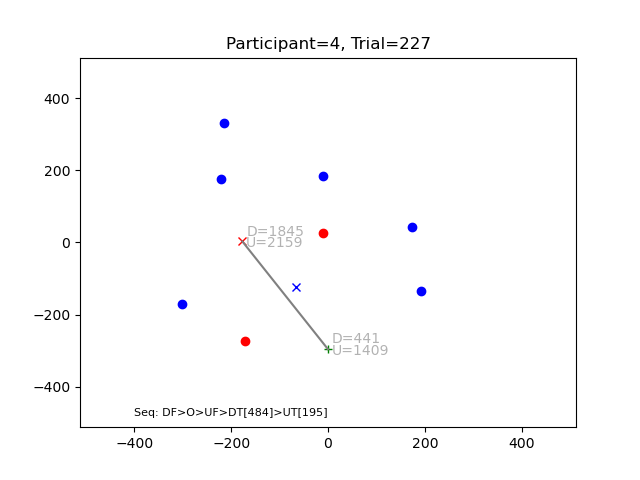 Participant=4, Trial=227
400
200
0
−200
−400
D=1845
U=2159
D=441
U=1409
Seq: DF>O>UF>DT[484]>UT[195]
−400
−200
0
200
400